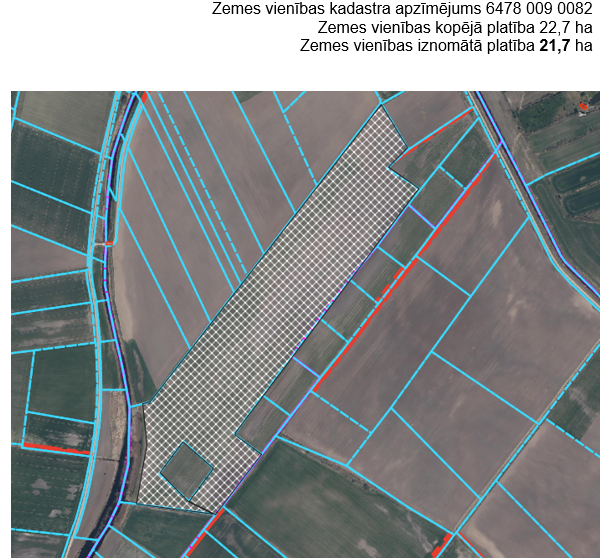 Zemes vienības kadastra apzīmējums 6478 009 0082
Zemes vienības kopējā platība 22,7 ha
Zemes vienības iznomātā platība 21,7 ha